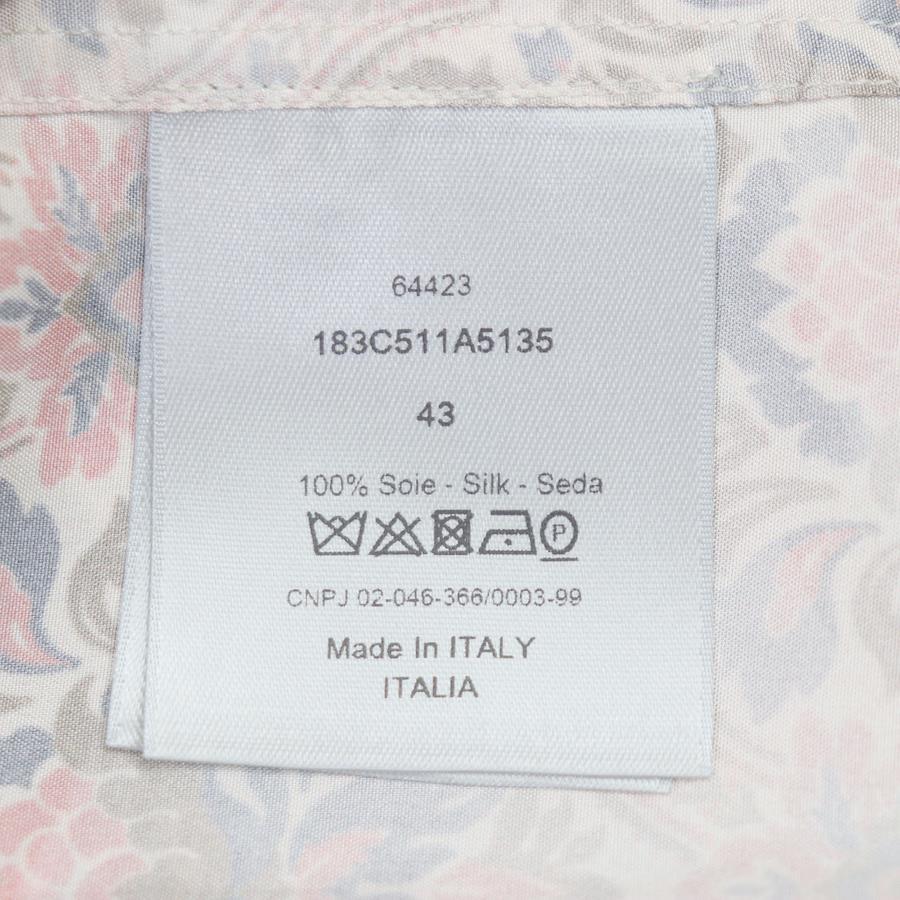 64423
183C511A5135
43
100% Soie - Silk - Seda
P
CNPJ 02-046-366/0003-99
Made In ITALY
ITALIA